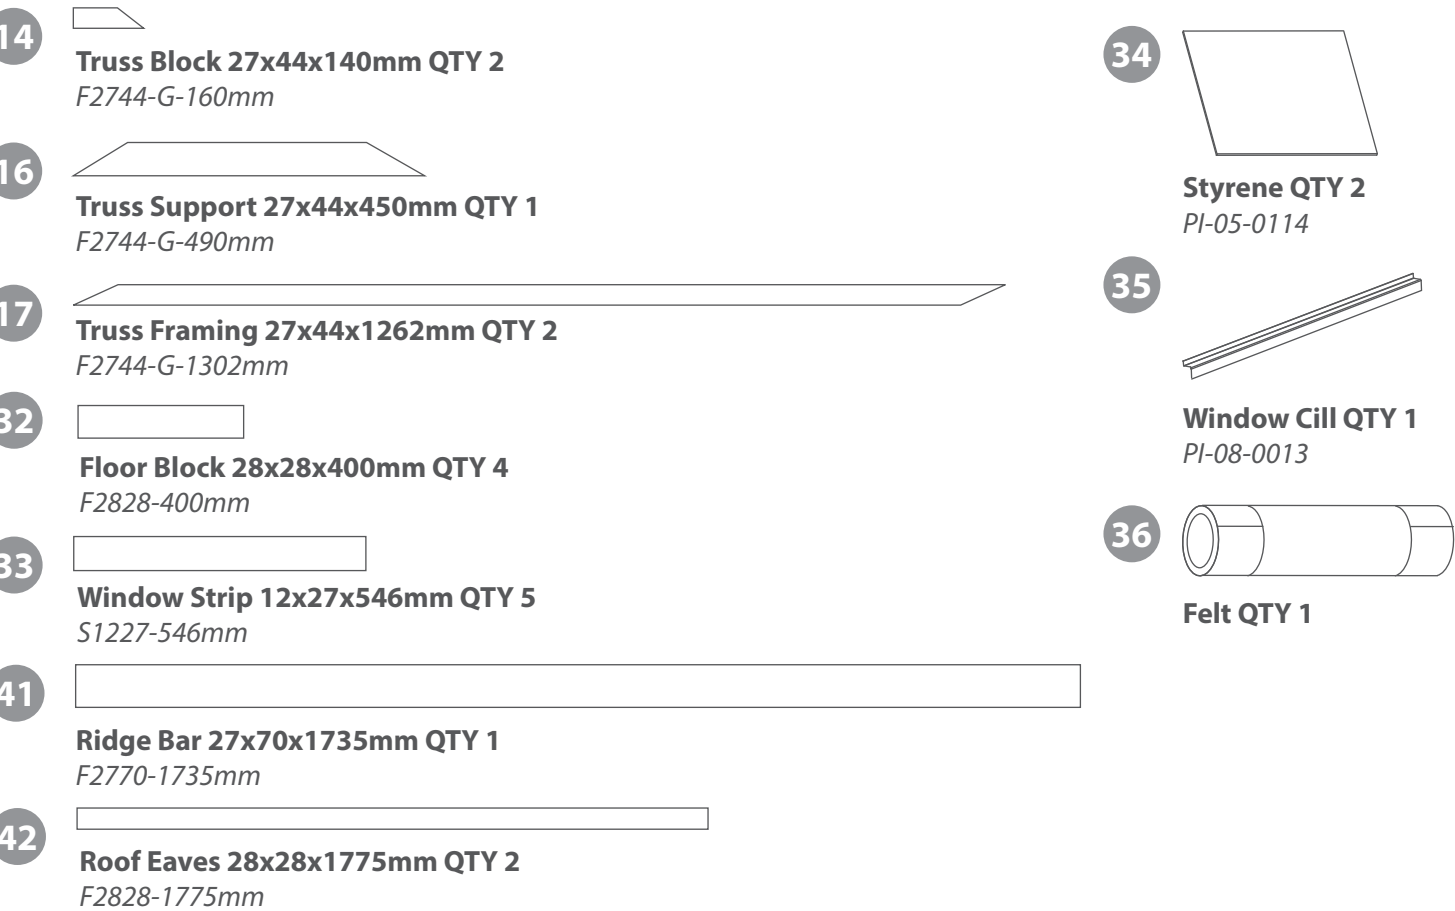 14
Truss Block 27x44x140mm QTY 2
F2744-G-160mm
16
Truss Support 27x44x450mm QTY 1
F2744-G-490mm
17
Truss Framing 27x44x1262mm QTY 2
F2744-G-1302mm
32
Floor Block 28x28x400mm QTY 4
F2828-400mm
33
Window Strip 12x27x546mm QTY 5
S1227-546mm
41
Ridge Bar 27x70x1735mm QTY 1
F2770-1735mm
42
Roof Eaves 28x28x1775mm QTY 2
F2828-1775mm
34
Styrene QTY 2
PI-05-0114
35
Window Cill QTY 1
PI-08-0013
36
Felt QTY 1